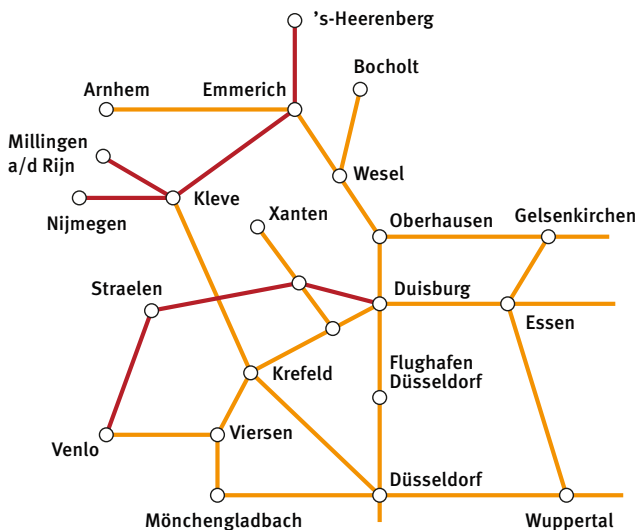 's-Heerenberg
Bocholt
Arnhem
Emmerich
Millingen
a/d Rijn
Wesel
Nijmegen
Kleve
Xanten
Oberhausen
Gelsenkirchen
Straelen
Duisburg
Essen
Flughafen
Düsseldorf
Krefeld
Venlo
Viersen
Düsseldorf
Mönchengladbach
Wuppertal